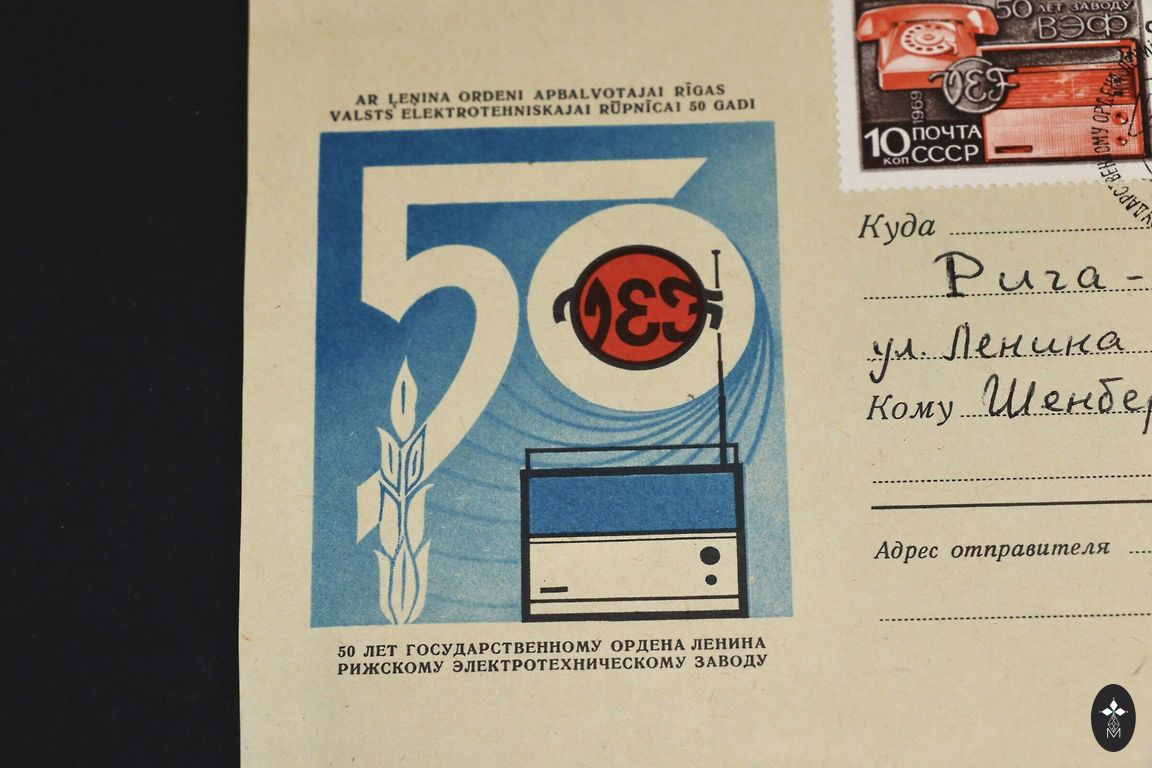 AR ĻEŅINA ORDENI APBALVOTAJAI RĪGAS
VALSTS ELEKTROTEHNISKAJAI RŪPNĪCAI 50 GADI
50
VEF
50 ЛЕТ ГОСУДАРСТВЕННОМУ ОРДЕНА ЛЕНИНА
РИЖСКОМУ ЭЛЕКТРОТЕХНИЧЕСКОМУ ЗАВОДУ
50 ЛЕТ ЗАВОДУ
ВЭФ
VEF
1969
10 КОП ПОЧТА
СССР
Куда
Рига -
ул. Ленина
Кому Шенбер
Адрес отправителя
M